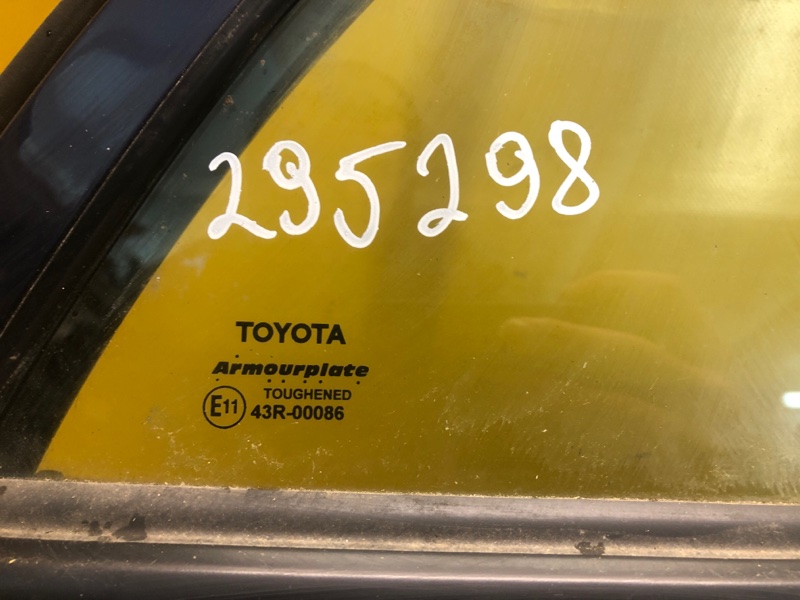 295298
TOYOTA
Armourplate
TOUGHENED
E11 43R-00086